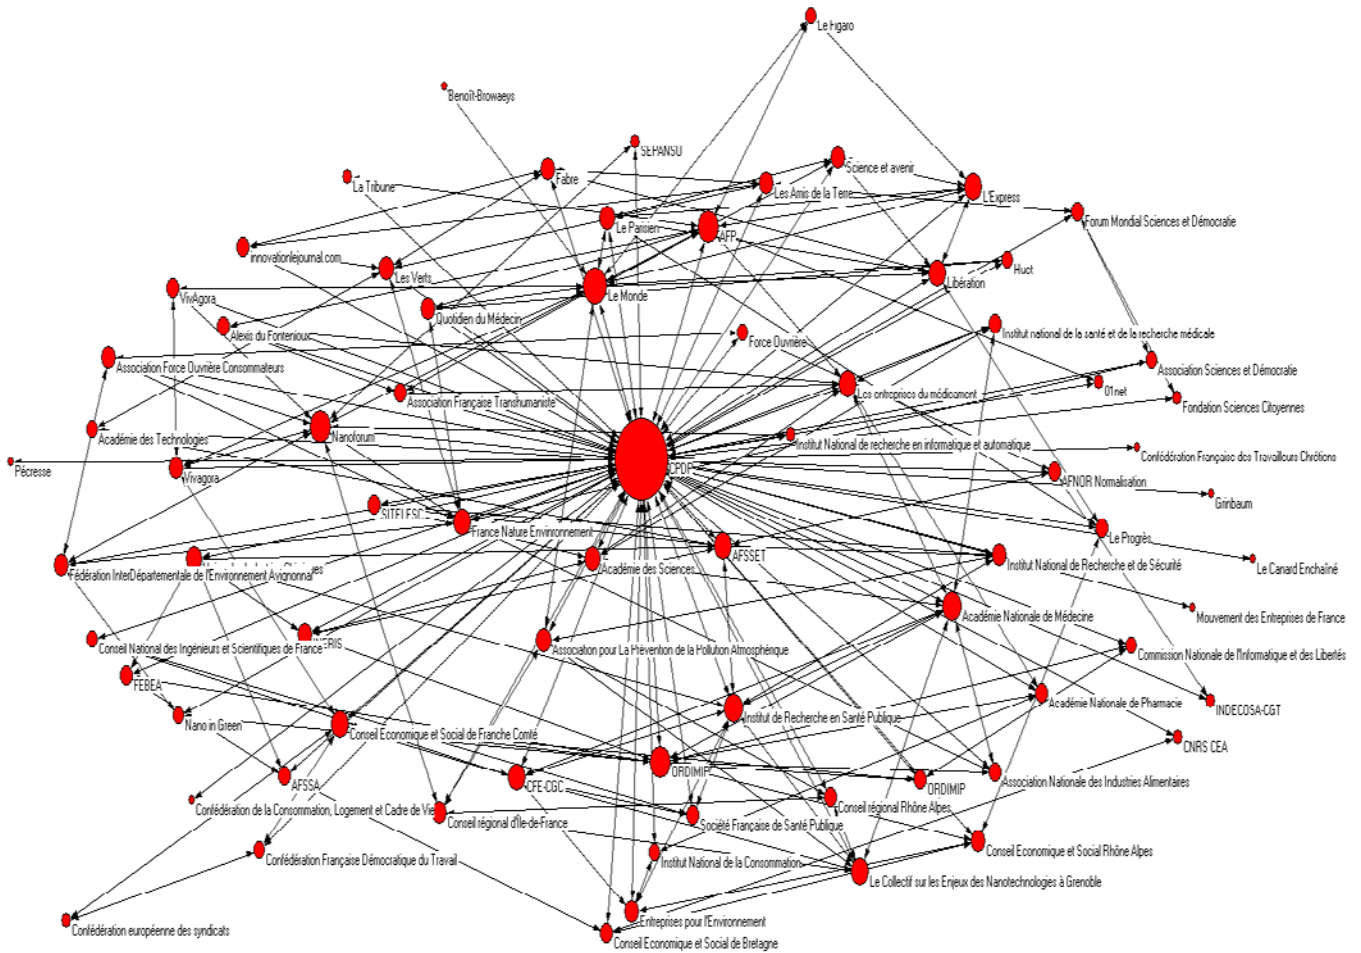 Le Figaro
Benoît-Browaeys
SEPANSO
Science et avenir
La Tribune
Fabre
Les Amis de la Terre
L'Express
Forum Mondial Sciences et Démocratie
Le Parisien
AFP
innovationlejournal.com
Les Verts
Huot
Libération
VivAgora
Le Monde
Quotidien du Médecin
Alexis du Fontenioux
Force Ouvrière
Institut national de la santé et de la recherche médicale
Association Force Ouvrière Consommateurs
Association Sciences et Démocratie
Association Française Transhumaniste
Les entreprises du médicament
01net
Fondation Sciences Citoyennes
Académie des Technologies
Nanoforum
Institut National de recherche en informatique et automatique
Confédération Française des Travailleurs Chrétiens
Pécresse
Vivagora
CPDP
AFNOR Normalisation
Grinbaum
SITELESC
France Nature Environnement
Le Progrès
AFSSET
Académie des Sciences
Institut National de Recherche et de Sécurité
Le Canard Enchaîné
Fédération InterDépartementale de l'Environnement Avignonnai
es
Académie Nationale de Médecine
Mouvement des Entreprises de France
Conseil National des Ingénieurs et Scientifiques de France
INERIS
Association pour La Prévention de la Pollution Atmosphérique
Commission Nationale de l'Informatique et des Libertés
FEBEA
Académie Nationale de Pharmacie
INDECOSA-CGT
Nano in Green
Conseil Economique et Social de Franche Comté
Institut de Recherche en Santé Publique
CNRS CEA
ORDIMIP
AFSSA
CFE-CGC
ORDIMIP
Association Nationale des Industries Alimentaires
Confédération de la Consommation, Logement et Cadre de Vie
Conseil régional d'Ile-de-France
Société Française de Santé Publique
Conseil régional Rhône Alpes
Confédération Française Démocratique du Travail
Institut National de la Consommation
Conseil Economique et Social Rhône Alpes
Le Collectif sur les Enjeux des Nanotechnologies à Grenoble
Confédération européenne des syndicats
Entreprises pour l'Environnement
Conseil Economique et Social de Bretagne